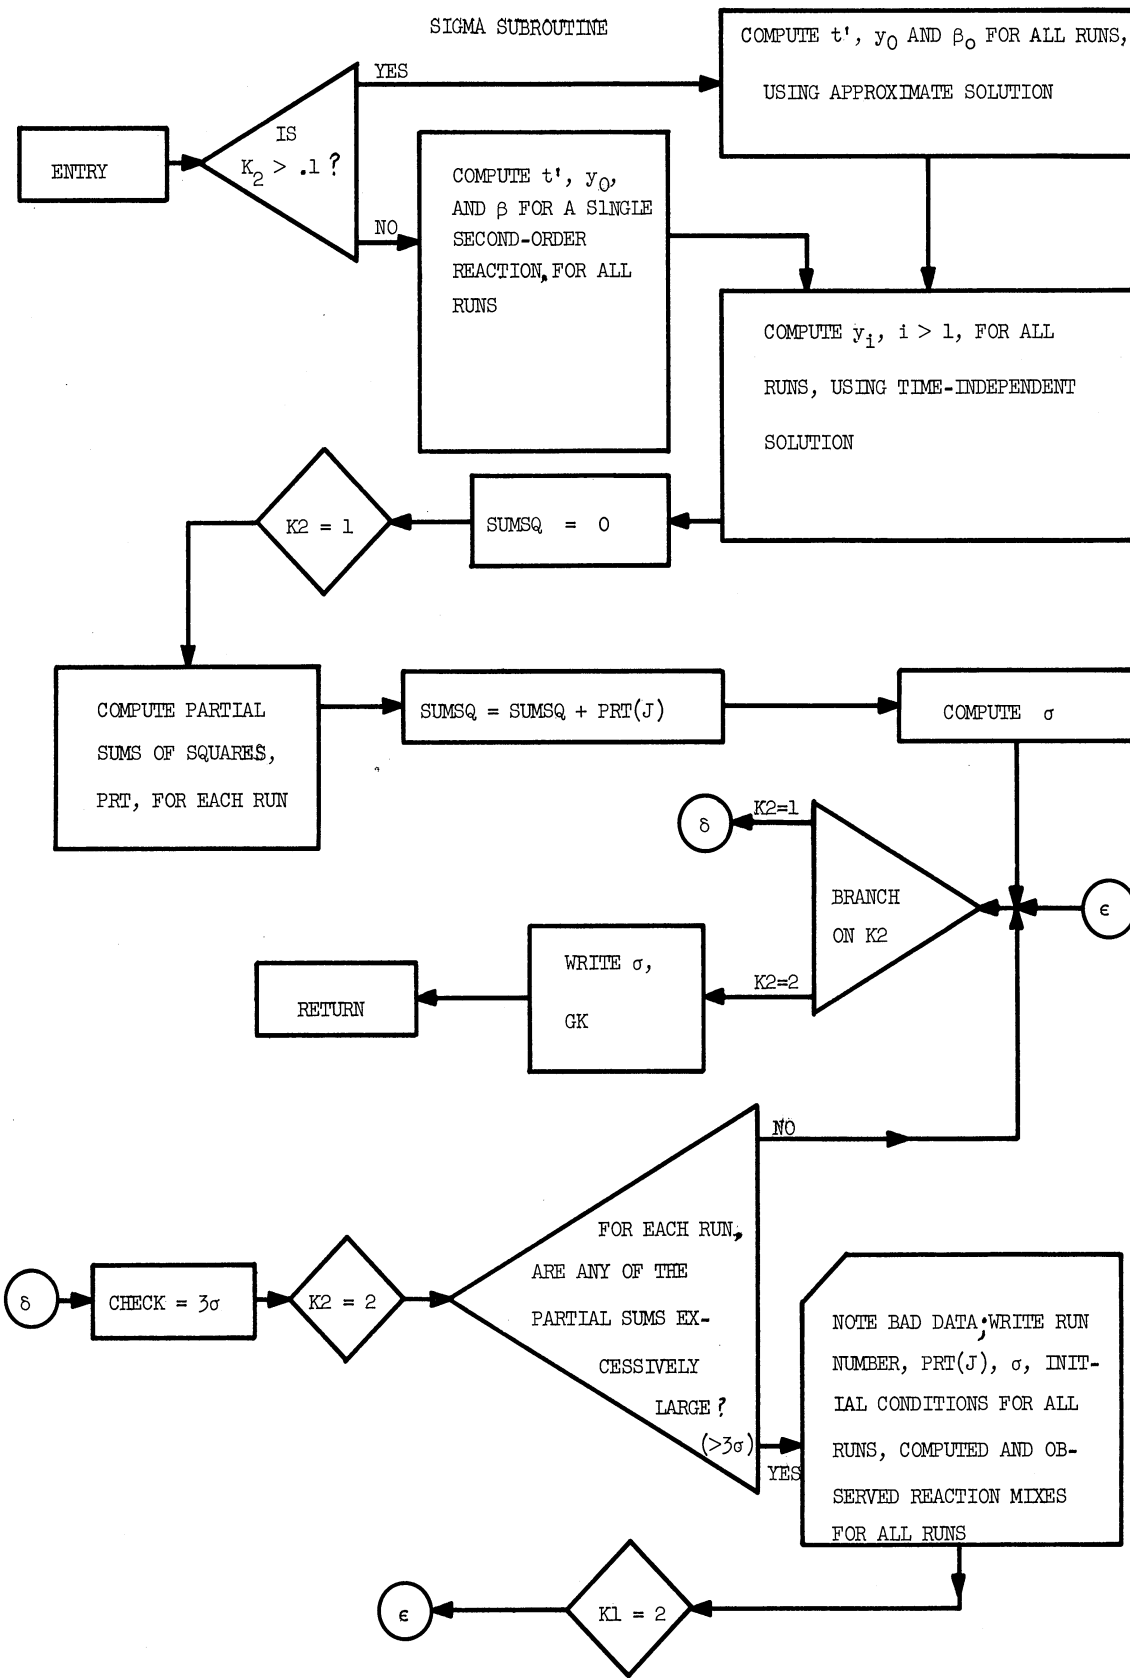 SIGMA SUBROUTINE
ENTRY
IS
K2 > .1 ?
YES
NO
COMPUTE t', y0 AND βo FOR ALL RUNS,
USING APPROXIMATE SOLUTION
COMPUTE t', y0,
AND β FOR A SINGLE
SECOND-ORDER
REACTION, FOR ALL
RUNS
COMPUTE yi, i > 1, FOR ALL
RUNS, USING TIME-INDEPENDENT
SOLUTION
SUMSQ = 0
K2 = 1
COMPUTE PARTIAL
SUMS OF SQUARES,
PRT, FOR EACH RUN
SUMSQ = SUMSQ + PRT(J)
COMPUTE σ
δ
K2=1
BRANCH
ON K2
ε
K2=2
WRITE σ,
GK
RETURN
δ
CHECK = 3σ
K2 = 2
FOR EACH RUN,
ARE ANY OF THE
PARTIAL SUMS EX-
CESSIVELY
LARGE ?
(>3σ)
NO
YES
NOTE BAD DATA; WRITE RUN
NUMBER, PRT(J), σ, INIT-
IAL CONDITIONS FOR ALL
RUNS, COMPUTED AND OB-
SERVED REACTION MIXES
FOR ALL RUNS
K1 = 2
ε